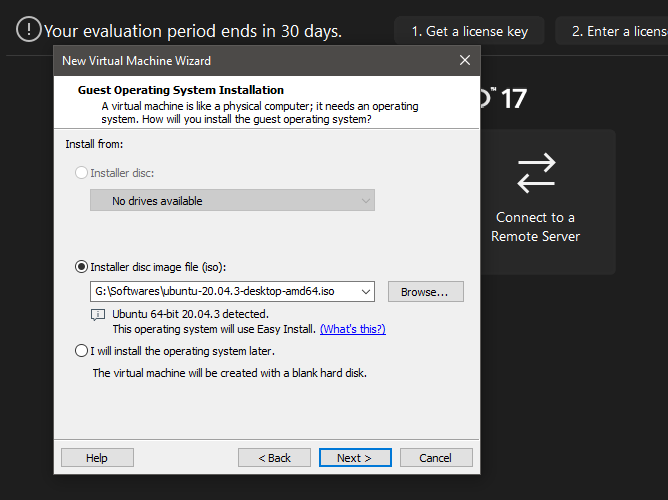 Your evaluation period ends in 30 days.
1. Get a license key
2. Enter a licens
New Virtual Machine Wizard
Guest Operating System Installation
A virtual machine is like a physical computer; it needs an operating
system. How will you install the guest operating system?
™ 17
Install from:
Installer disc:
No drives available
Connect to a
Remote Server
Installer disc image file (iso):
G:\Softwares\ubuntu-20.04.3-desktop-amd64.iso
Browse...
Ubuntu 64-bit 20.04.3 detected.
This operating system will use Easy Install. (What's this?)
I will install the operating system later.
The virtual machine will be created with a blank hard disk.
Help
< Back
Next >
Cancel